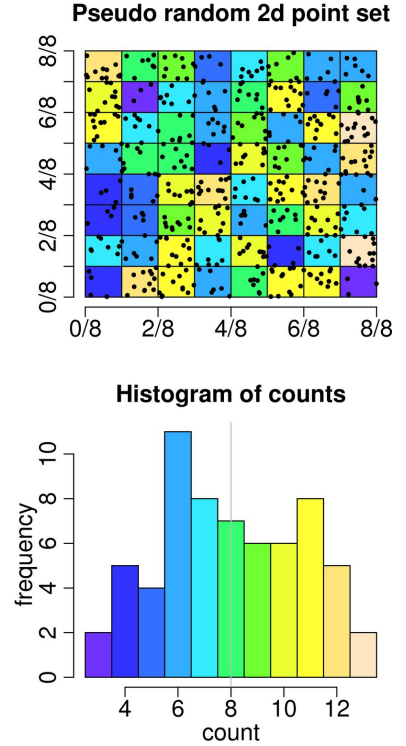 Pseudo random 2d point set
8/8
6/8
4/8
2/8
0/8
0/8 2/8 4/8 6/8 8/8
Histogram of counts
frequency
10
8
6
4
2
0
4 6 8 10 12
count